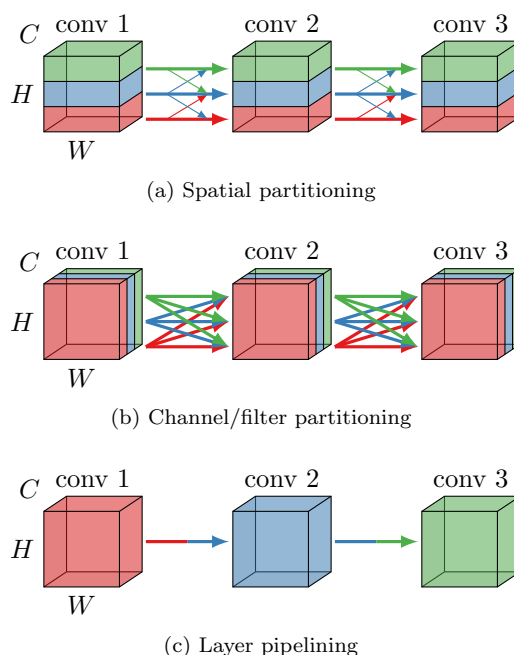 C conv 1 conv 2 conv 3
H
W
(a) Spatial partitioning
C conv 1 conv 2 conv 3
H
W
(b) Channel/filter partitioning
C conv 1 conv 2 conv 3
H
W
(c) Layer pipelining